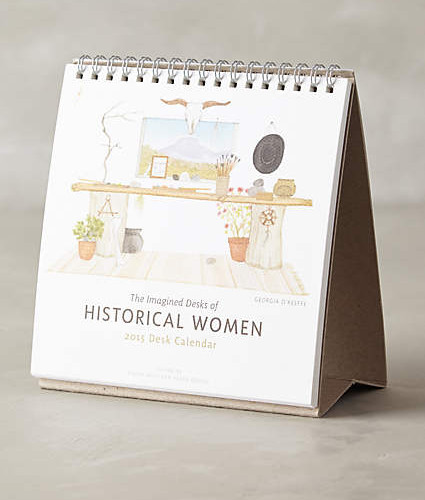 GEORGIA O'KEEFFE
The Imagined Desks of
HISTORICAL WOMEN
2015 Desk Calendar